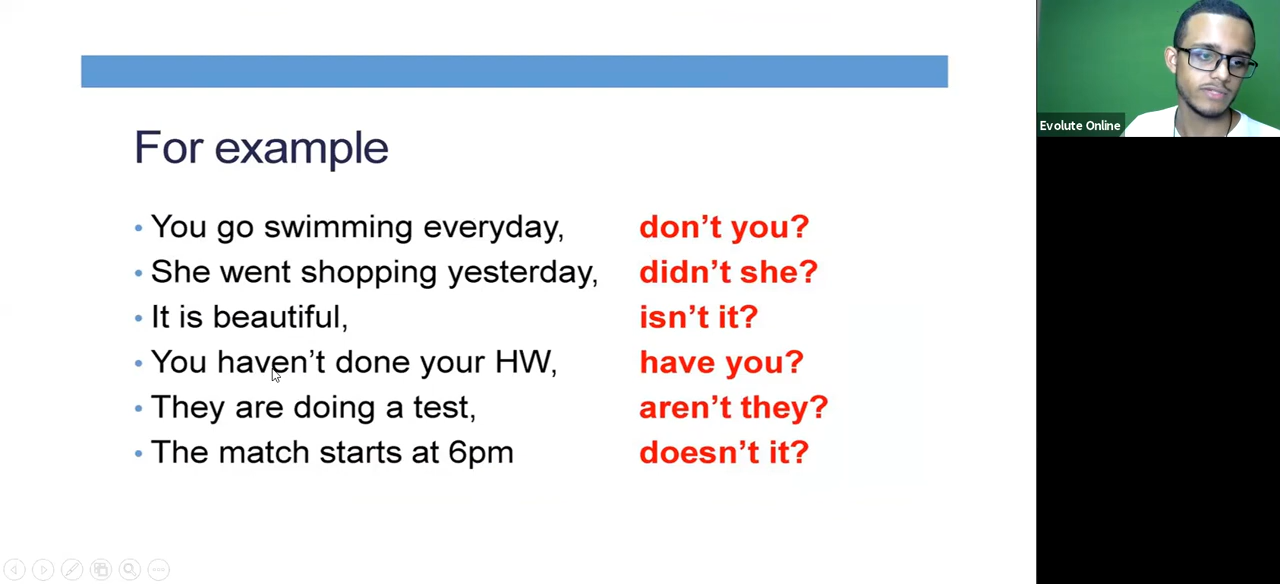 For example
• You go swimming everyday, don't you?
• She went shopping yesterday, didn't she?
• It is beautiful, isn't it?
• You haven't done your HW, have you?
• They are doing a test, aren't they?
• The match starts at 6pm doesn't it?
Evolute Online